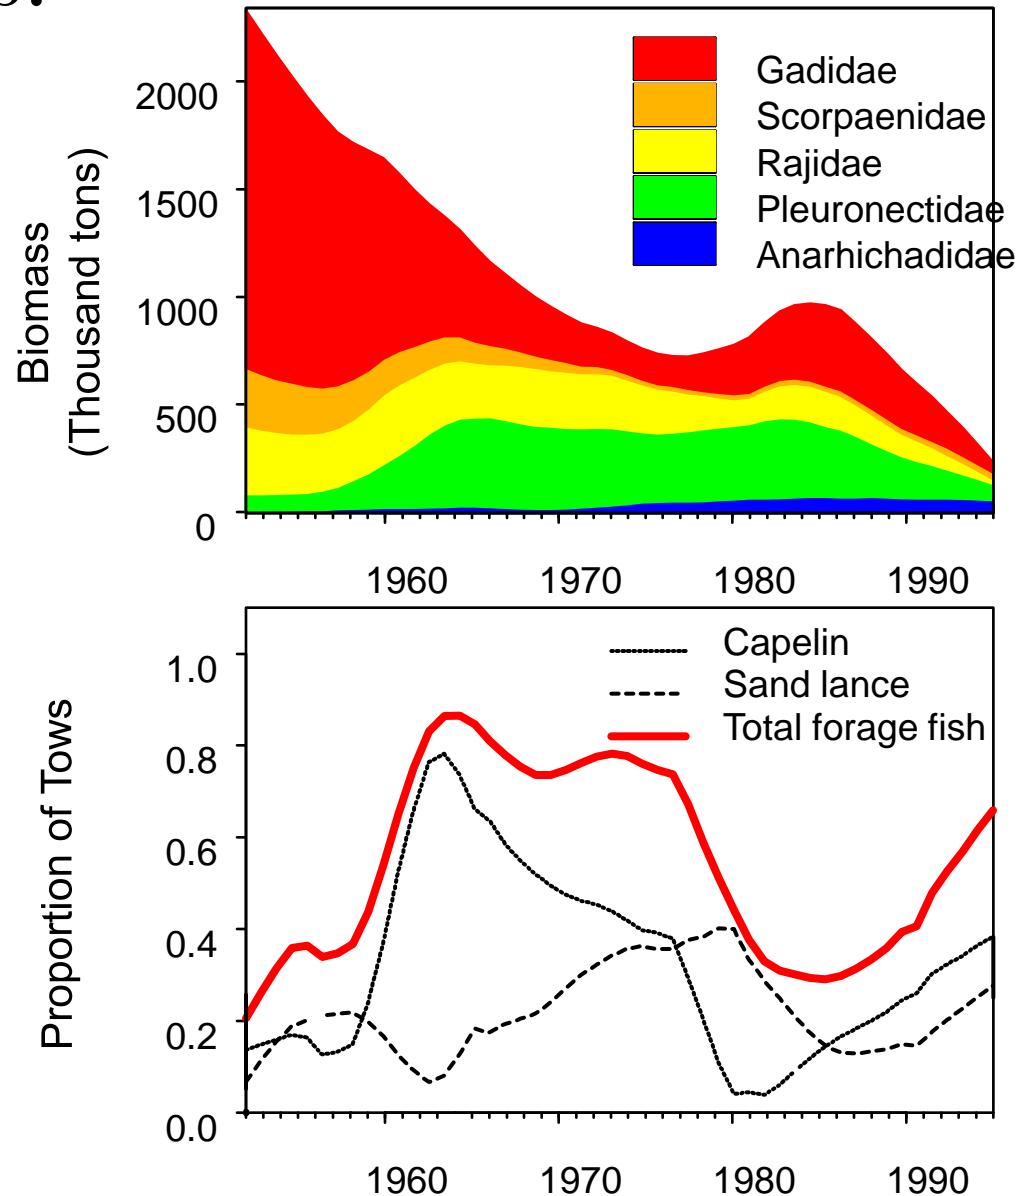 2000
1500
1000
500
0
Biomass
(Thousand tons)
Gadidae
Scorpaenidae
Rajidae
Pleuronectidae
Anarhichadidae
1960 1970 1980 1990
1.0
0.8
0.6
0.4
0.2
0.0
Proportion of Tows
Capelin
Sand lance
Total forage fish
1960 1970 1980 1990